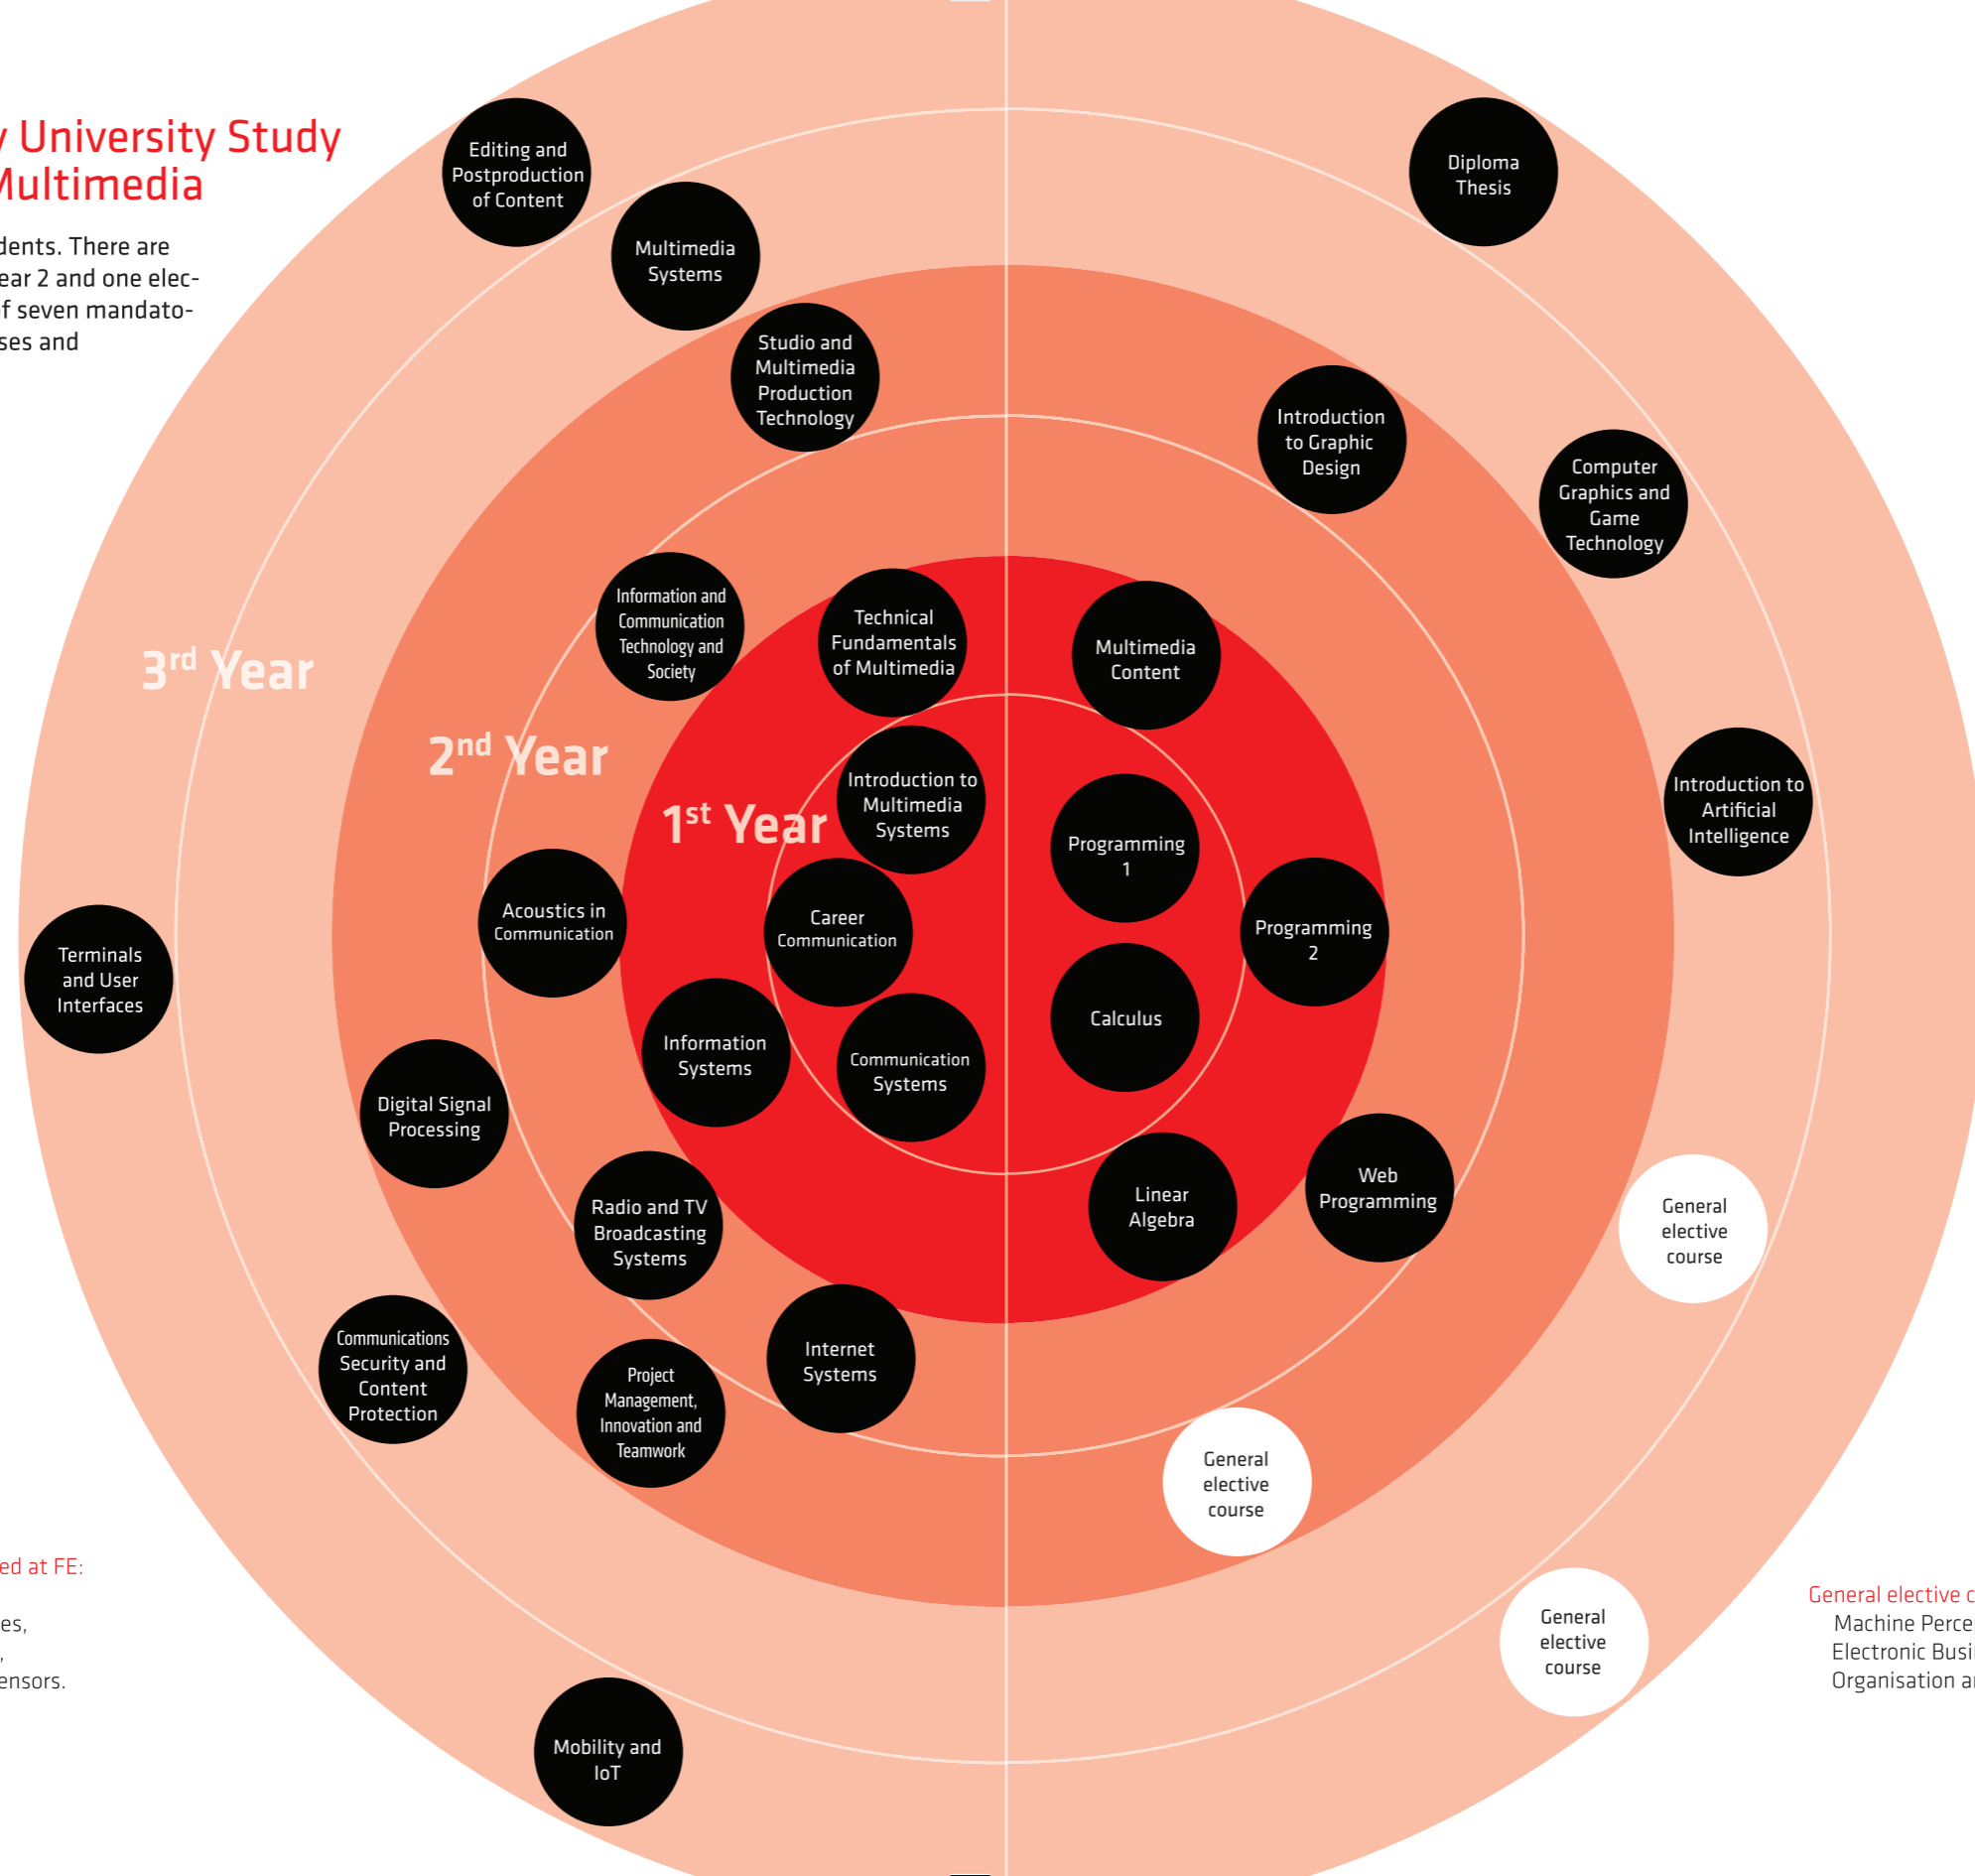 University Study
Multimedia
There are
ear 2 and one elec-
of seven mandato-
ses and
Editing and
Postproduction
of Content
Diploma
Thesis
Multimedia
Systems
Studio and
Multimedia
Production
Technology
Introduction
to Graphic
Design
Computer
Graphics and
Game
Technology
Information and
Communication
Technology and
Society
Technical
Fundamentals
of Multimedia
Multimedia
Content
3rd Year
2nd Year
1st Year
Introduction to
Multimedia
Systems
Programming
1
Introduction to
Artificial
Intelligence
Acoustics in
Communication
Career
Communication
Programming
2
Terminals
and User
Interfaces
Information
Systems
Communication
Systems
Calculus
Digital Signal
Processing
Radio and TV
Broadcasting
Systems
Linear
Algebra
Web
Programming
General
elective
course
Communications
Security and
Content
Protection
Project
Management,
Innovation and
Teamwork
Internet
Systems
General
elective
course
General
elective
course
Mobility and
IoT
ed at FE:
es,
ensors.
General elective c
Machine Perce
Electronic Busi
Organisation a